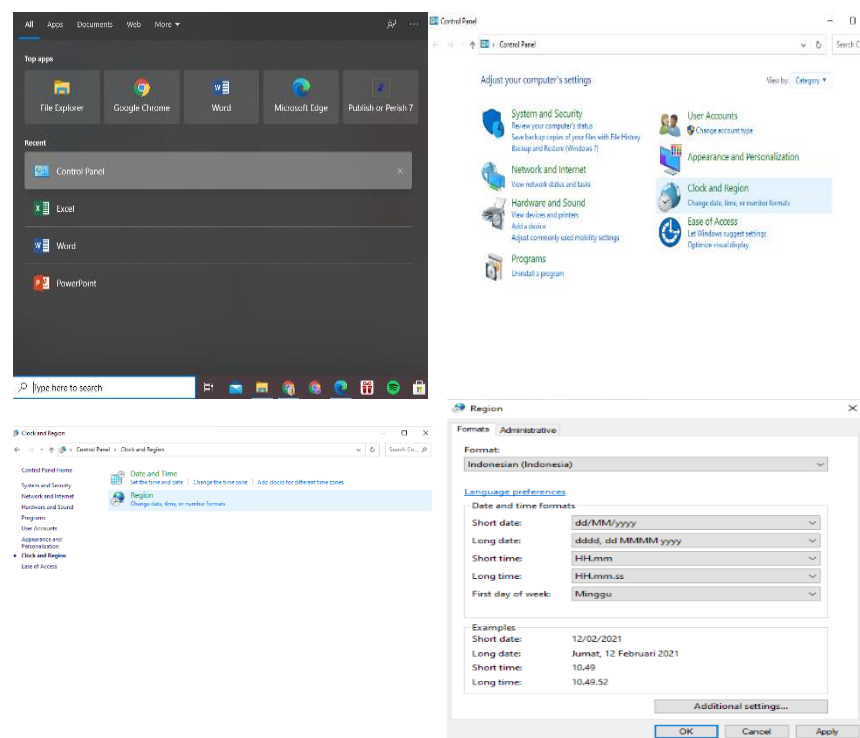 All Apps Documents Web More
Top apps
File Explorer Google Chrome Word Microsoft Edge Publish or Perish 7
Recent
Control Panel
Excel
Word
PowerPoint
Type here to search
Control Panel
Control Panel
Search C
Adjust your computer's settings
View by: Category
System and Security
Review your computer's status
Save backup copies of your files with File History
Backup and Restore (Windows 7)
Network and Internet
View network status and tasks
Hardware and Sound
View devices and printers
Add a device
Adjust commonly used mobility settings
Programs
Uninstall a program
User Accounts
Change account type
Appearance and Personalization
Clock and Region
Change date, time, or number formats
Ease of Access
Let Windows suggest settings
Optimize visual display
Clock and Region
Control Panel > Clock and Region
Search Co...
Control Panel Home
System and Security
Network and Internet
Hardware and Sound
Programs
User Accounts
Appearance and
Personalization
Clock and Region
Ease of Access
Date and Time
Set the time and date | Change the time zone | Add clocks for different time zones
Region
Change date, time, or number formats
Region
Formats Administrative
Format:
Indonesian (Indonesia)
Language preferences
Date and time formats
Short date: dd/MM/yyyy
Long date: dddd, dd MMMM yyyy
Short time: HH.mm
Long time: HH.mm.ss
First day of week: Minggu
Examples
Short date: 12/02/2021
Long date: Jumat, 12 Februari 2021
Short time: 10.49
Long time: 10.49.52
Additional settings...
OK Cancel Apply